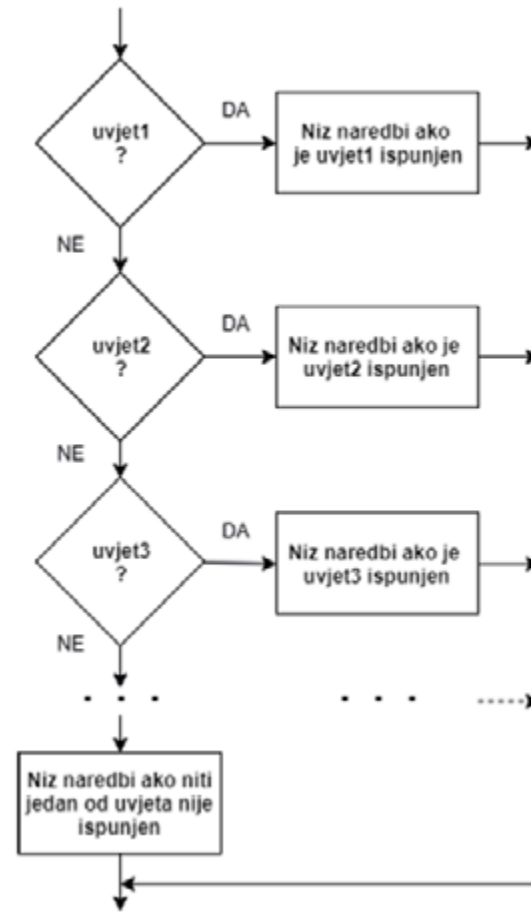 uvjet1
?
DA
Niz naredbi ako
je uvjet1 ispunjen
NE
uvjet2
?
DA
Niz naredbi ako je
uvjet2 ispunjen
NE
uvjet3
?
DA
Niz naredbi ako je
uvjet3 ispunjen
NE
. . .
. . .
Niz naredbi ako niti
jedan od uvjeta nije
ispunjen